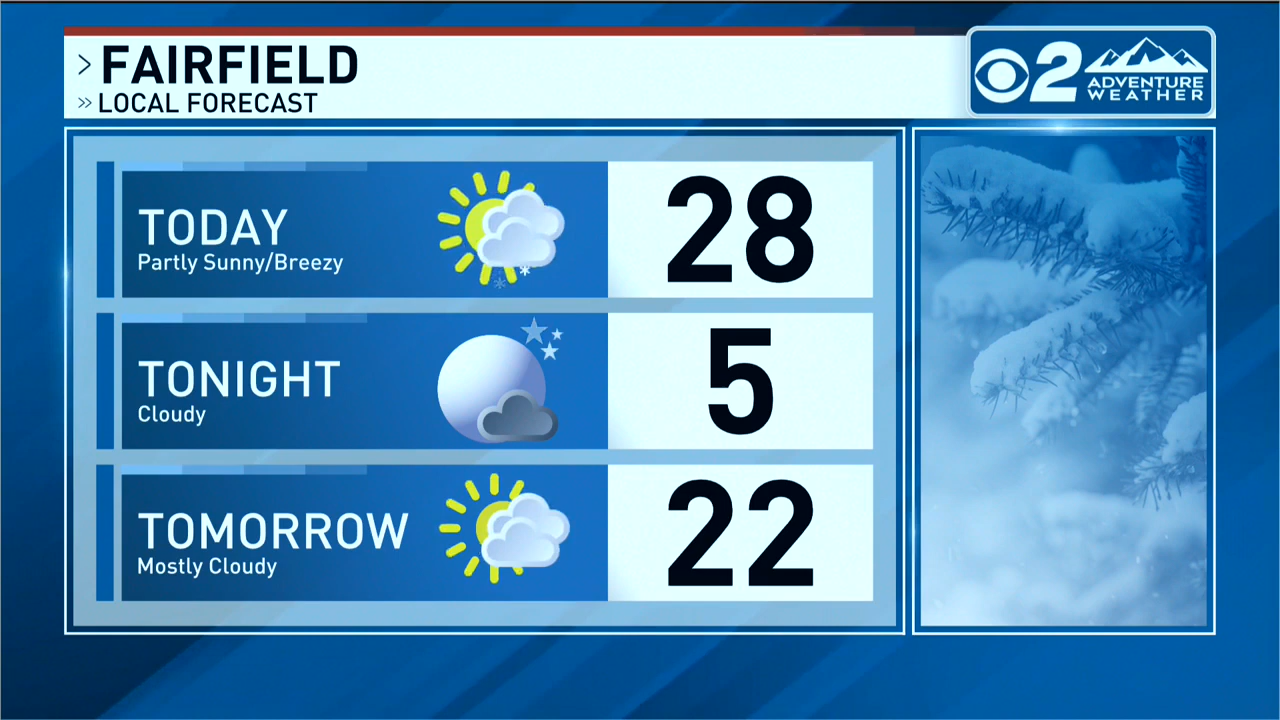 FAIRFIELD
LOCAL FORECAST
2 ADVENTURE WEATHER
TODAY
Partly Sunny/Breezy
28
TONIGHT
Cloudy
5
TOMORROW
Mostly Cloudy
22